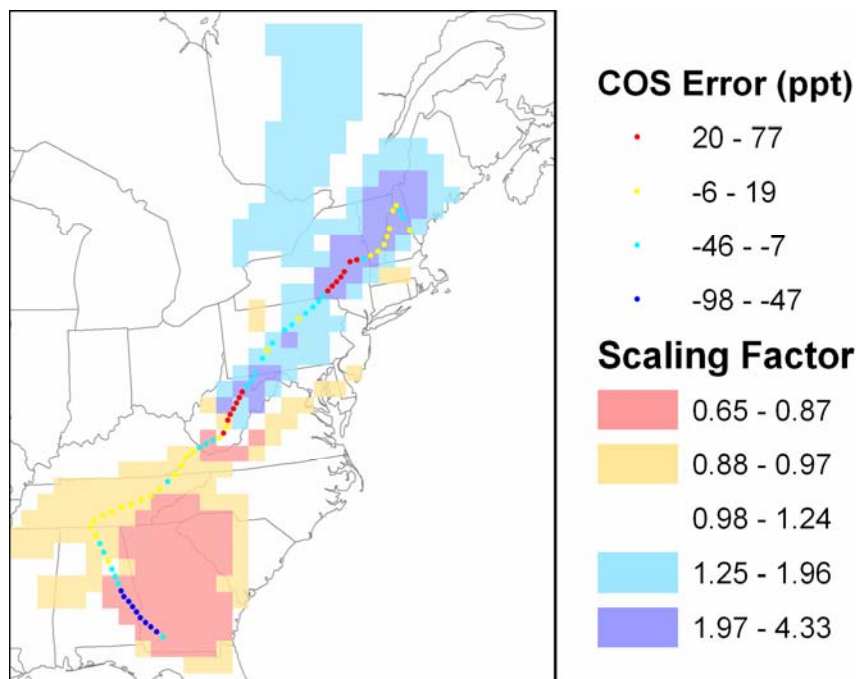 COS Error (ppt)
20 - 77
-6 - 19
-46 - -7
-98 - -47
Scaling Factor
0.65 - 0.87
0.88 - 0.97
0.98 - 1.24
1.25 - 1.96
1.97 - 4.33